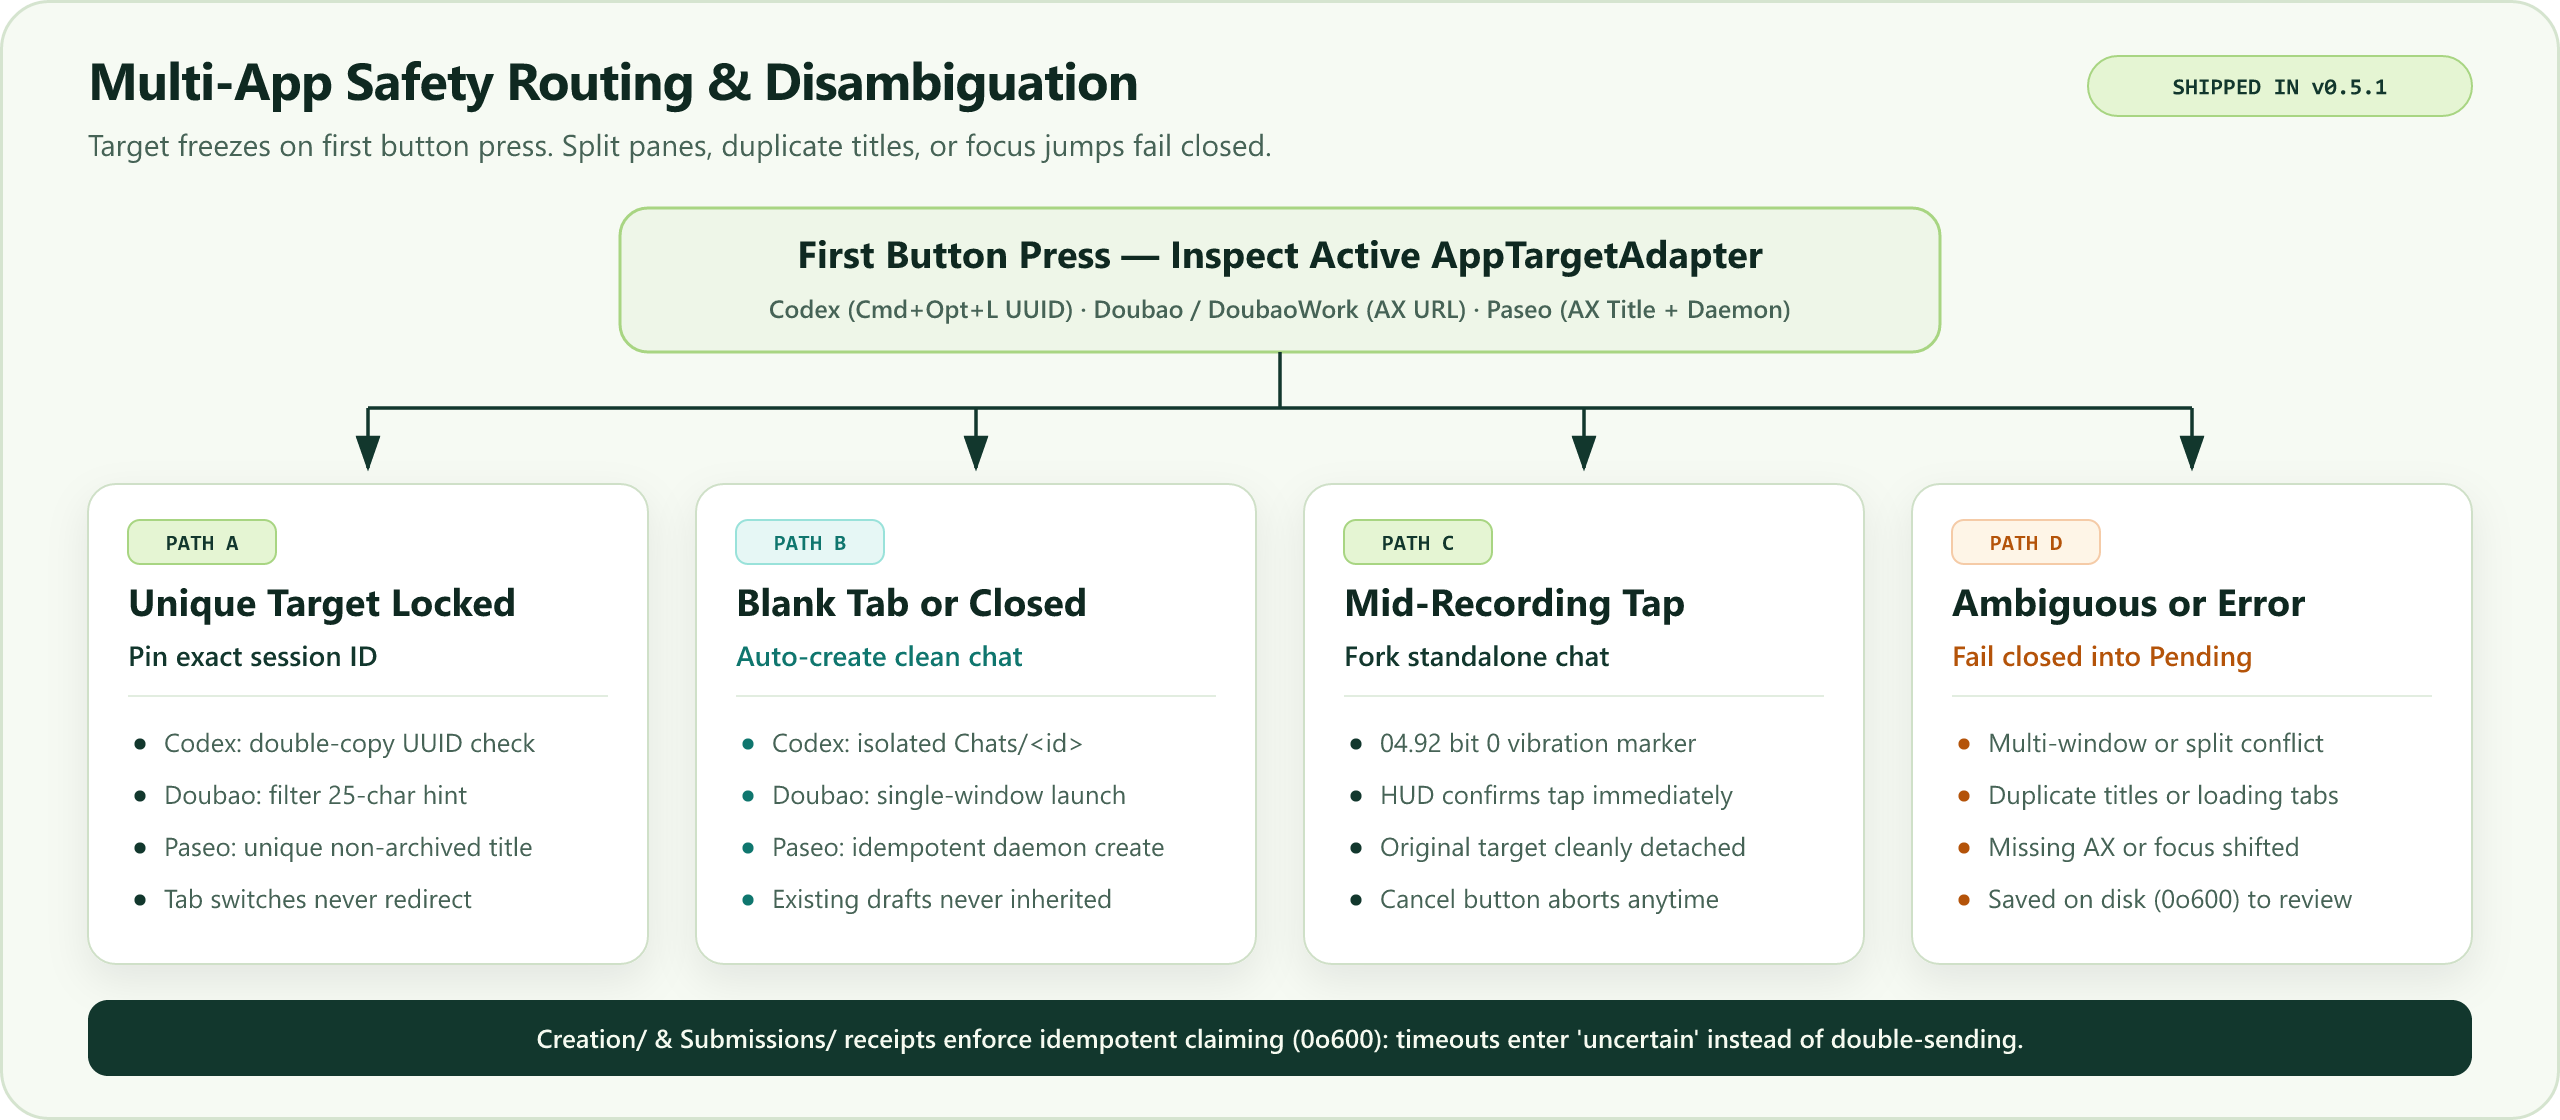 Multi-App Safety Routing & Disambiguation
SHIPPED IN v0.5.1
Target freezes on first button press. Split panes, duplicate titles, or focus jumps fail closed.
First Button Press — Inspect Active AppTargetAdapter
Codex (Cmd+Opt+L UUID) · Doubao / DoubaoWork (AX URL) · Paseo (AX Title + Daemon)
PATH A
Unique Target Locked
Pin exact session ID
• Codex: double-copy UUID check
• Doubao: filter 25-char hint
• Paseo: unique non-archived title
• Tab switches never redirect
PATH B
Blank Tab or Closed
Auto-create clean chat
• Codex: isolated Chats/<id>
• Doubao: single-window launch
• Paseo: idempotent daemon create
• Existing drafts never inherited
PATH C
Mid-Recording Tap
Fork standalone chat
• 04.92 bit 0 vibration marker
• HUD confirms tap immediately
• Original target cleanly detached
• Cancel button aborts anytime
PATH D
Ambiguous or Error
Fail closed into Pending
• Multi-window or split conflict
• Duplicate titles or loading tabs
• Missing AX or focus shifted
• Saved on disk (0o600) to review
Creation/ & Submissions/ receipts enforce idempotent claiming (0o600): timeouts enter 'uncertain' instead of double-sending.